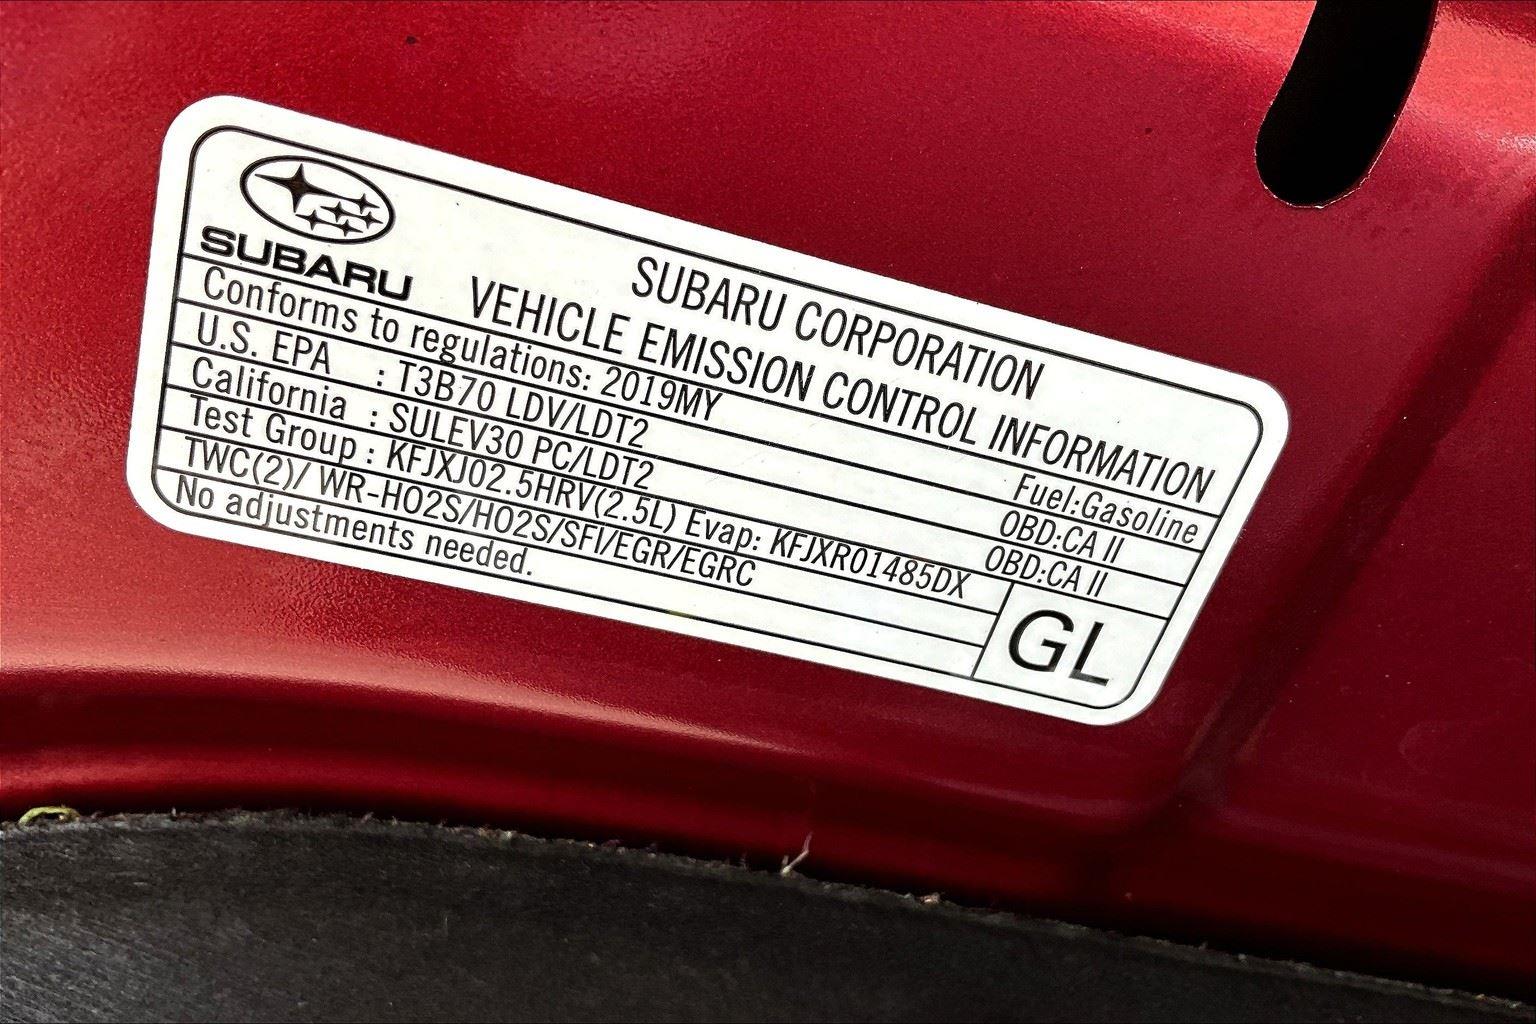 SUBARU
SUBARU CORPORATION
VEHICLE EMISSION CONTROL INFORMATION
Conforms to regulations: 2019MY Fuel:Gasoline
U.S. EPA : T3B70 LDV/LDT2 OBD:CA II
California : SULEV30 PC/LDT2 OBD:CA II
Test Group : KFJXJ02.5HRV(2.5L) Evap: KFJXR01485DX
TWC(2)/ WR-HO2S/HO2S/SFI/EGR/EGRC
No adjustments needed.
GL